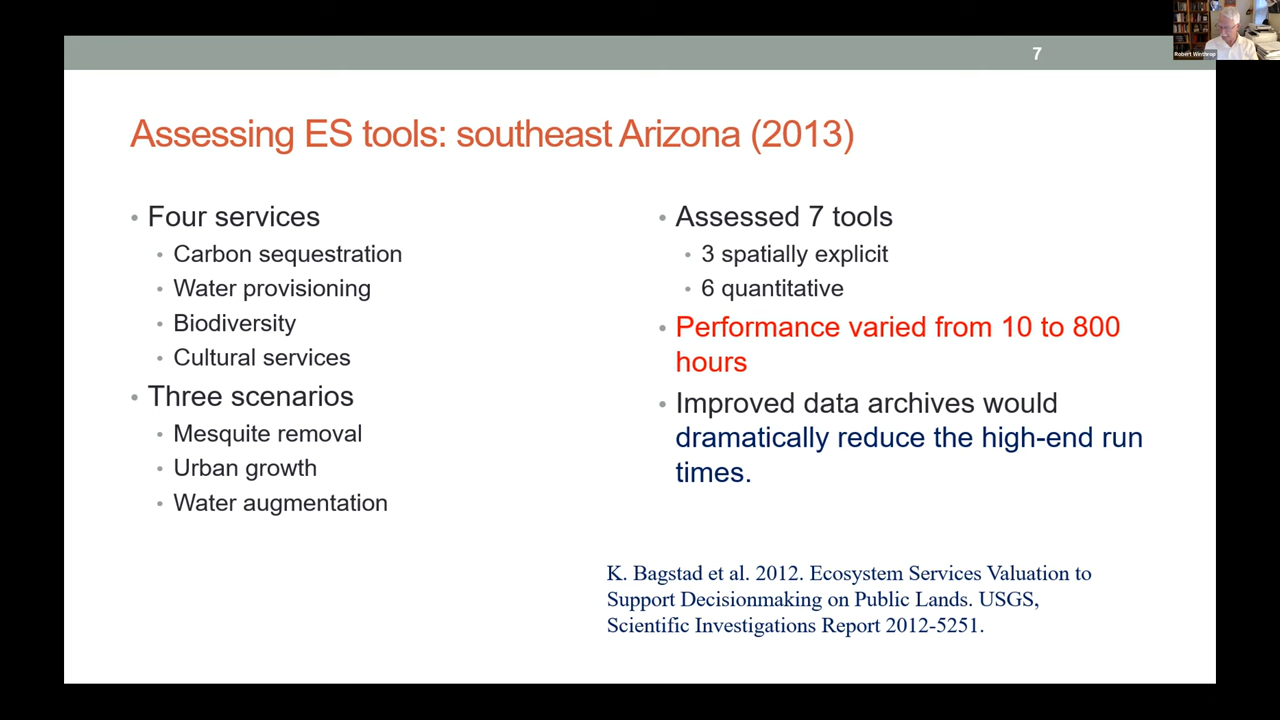 7
Robert Winthrop
Assessing ES tools: southeast Arizona (2013)
• Four services
• Carbon sequestration
• Water provisioning
• Biodiversity
• Cultural services
• Three scenarios
• Mesquite removal
• Urban growth
• Water augmentation
• Assessed 7 tools
• 3 spatially explicit
• 6 quantitative
• Performance varied from 10 to 800
hours
• Improved data archives would
dramatically reduce the high-end run
times.
K. Bagstad et al. 2012. Ecosystem Services Valuation to
Support Decisionmaking on Public Lands. USGS,
Scientific Investigations Report 2012-5251.